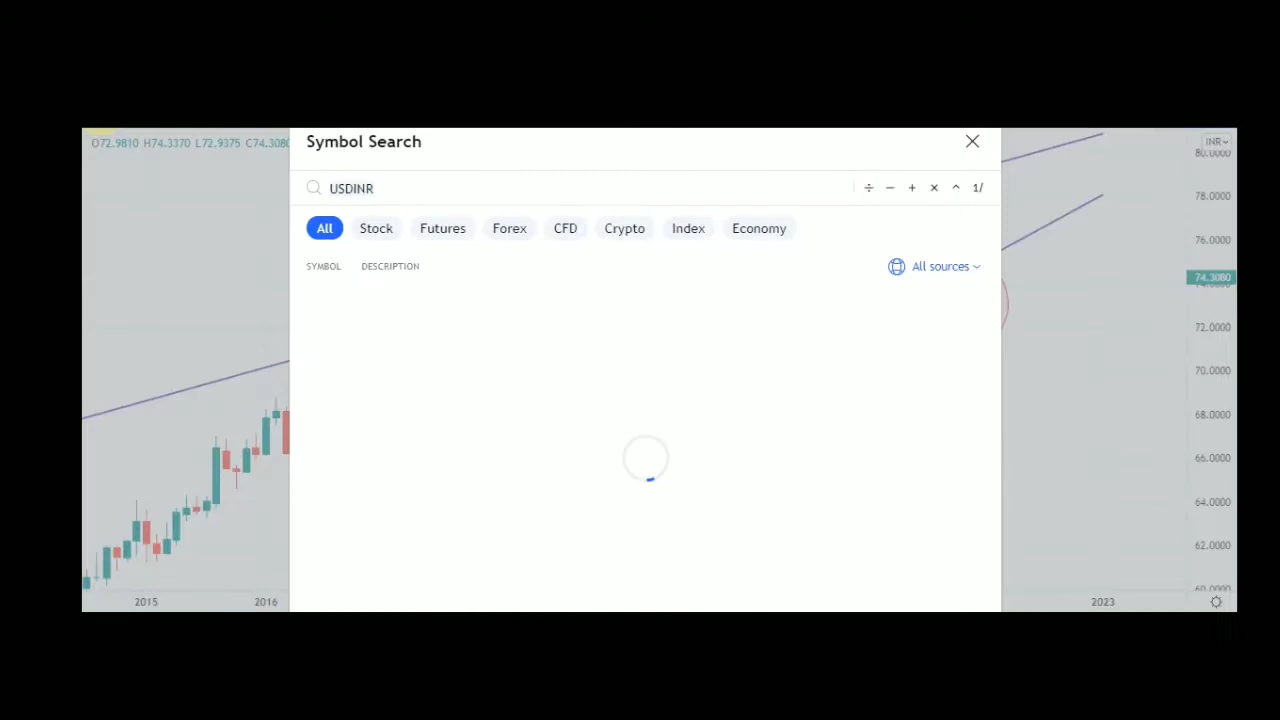 Symbol Search
O72.9810 H74.3370 L72.9375 C74.3080
INR
80.0000
USDINR
÷ − + × ^ 1/
78.0000
All Stock Futures Forex CFD Crypto Index Economy
76.0000
SYMBOL DESCRIPTION
All sources
74.3080
72.0000
70.0000
68.0000
66.0000
64.0000
62.0000
60.0000
2015 2016 2023